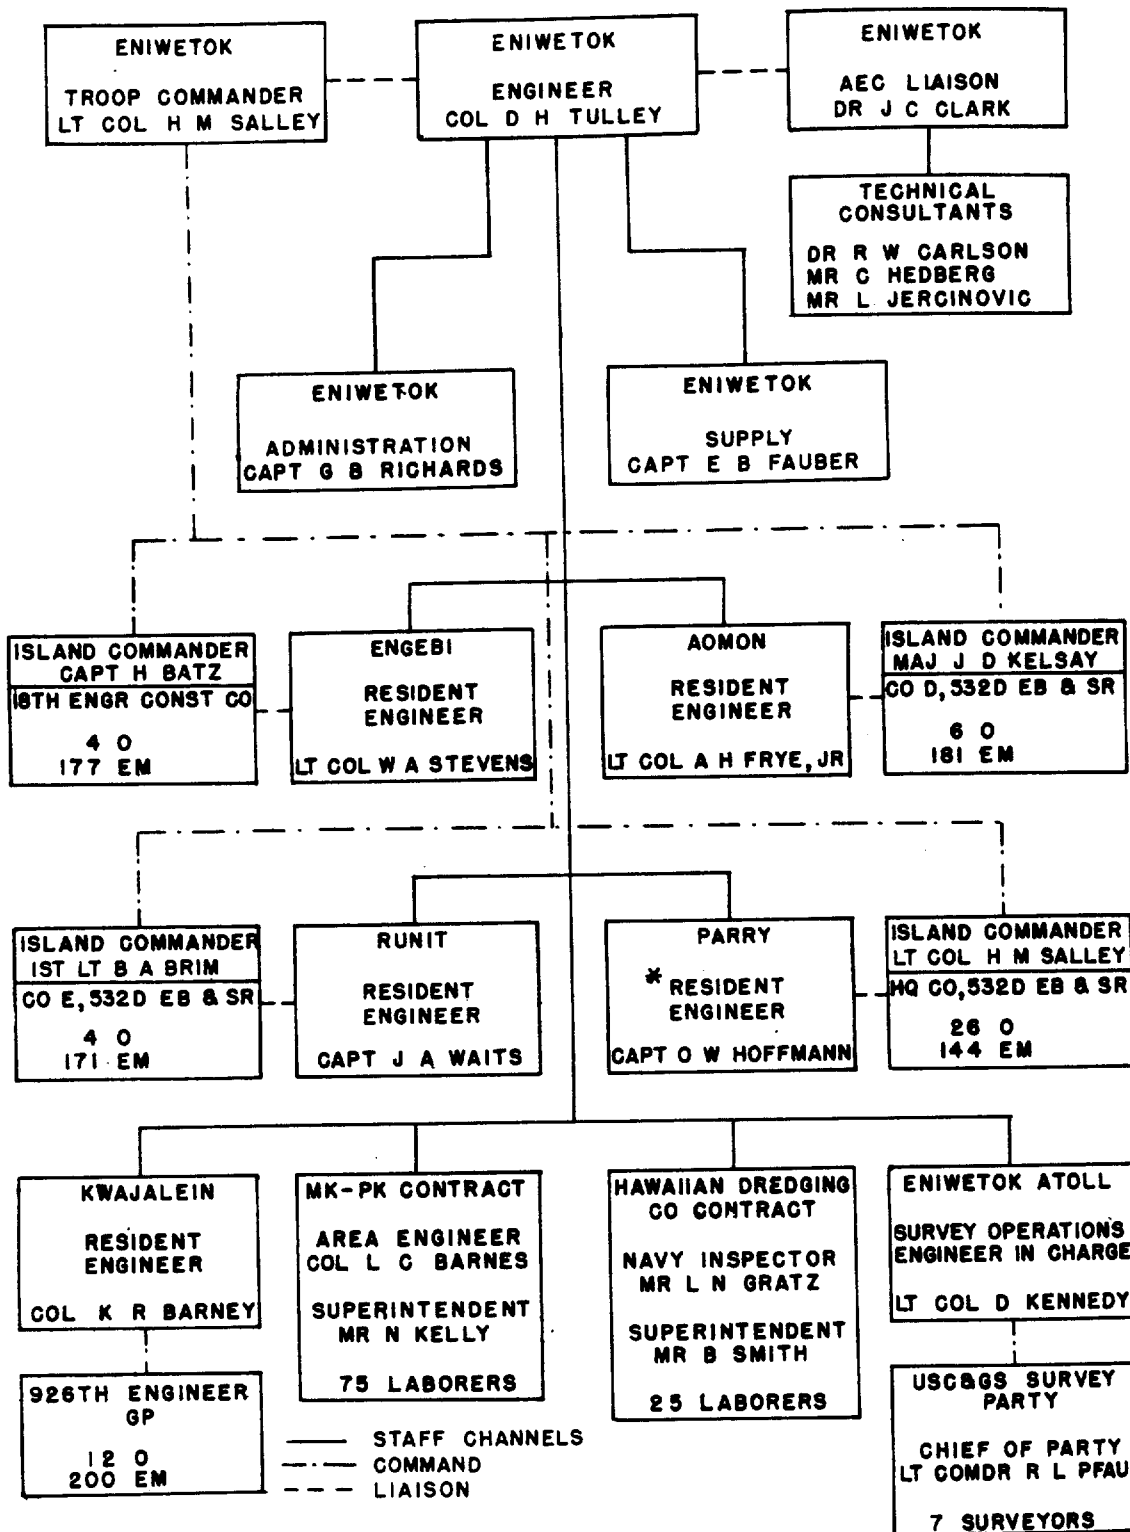 ENIWETOK
TROOP COMMANDER
LT COL H M SALLEY
ENIWETOK
ENGINEER
COL D H TULLEY
ENIWETOK
AEC LIAISON
DR J C CLARK
TECHNICAL
CONSULTANTS
DR R W CARLSON
MR C HEDBERG
MR L JERCINOVIC
ENIWETOK
ADMINISTRATION
CAPT G B RICHARDS
ENIWETOK
SUPPLY
CAPT E B FAUBER
ISLAND COMMANDER
CAPT H BATZ
18TH ENGR CONST CO
4 O
177 EM
ENGEBI
RESIDENT
ENGINEER
LT COL W A STEVENS
AOMON
RESIDENT
ENGINEER
LT COL A H FRYE, JR
ISLAND COMMANDER
MAJ J D KELSAY
CO D, 532D EB & SR
6 O
181 EM
ISLAND COMMANDER
1ST LT B A BRIM
CO E, 532D EB & SR
4 O
171 EM
RUNIT
RESIDENT
ENGINEER
CAPT J A WAITS
PARRY
* RESIDENT
ENGINEER
CAPT O W HOFFMANN
ISLAND COMMANDER
LT COL H M SALLEY
HQ CO, 532D EB & SR
26 O
144 EM
KWAJALEIN
RESIDENT
ENGINEER
COL K R BARNEY
926TH ENGINEER
GP
12 O
200 EM
MK-PK CONTRACT
AREA ENGINEER
COL L C BARNES
SUPERINTENDENT
MR N KELLY
75 LABORERS
HAWAIIAN DREDGING
CO CONTRACT
NAVY INSPECTOR
MR L N GRATZ
SUPERINTENDENT
MR B SMITH
25 LABORERS
ENIWETOK ATOLL
SURVEY OPERATIONS
ENGINEER IN CHARGE
LT COL D KENNEDY
USC&GS SURVEY
PARTY
CHIEF OF PARTY
LT COMDR R L PFAU
7 SURVEYORS
STAFF CHANNELS
COMMAND
LIAISON